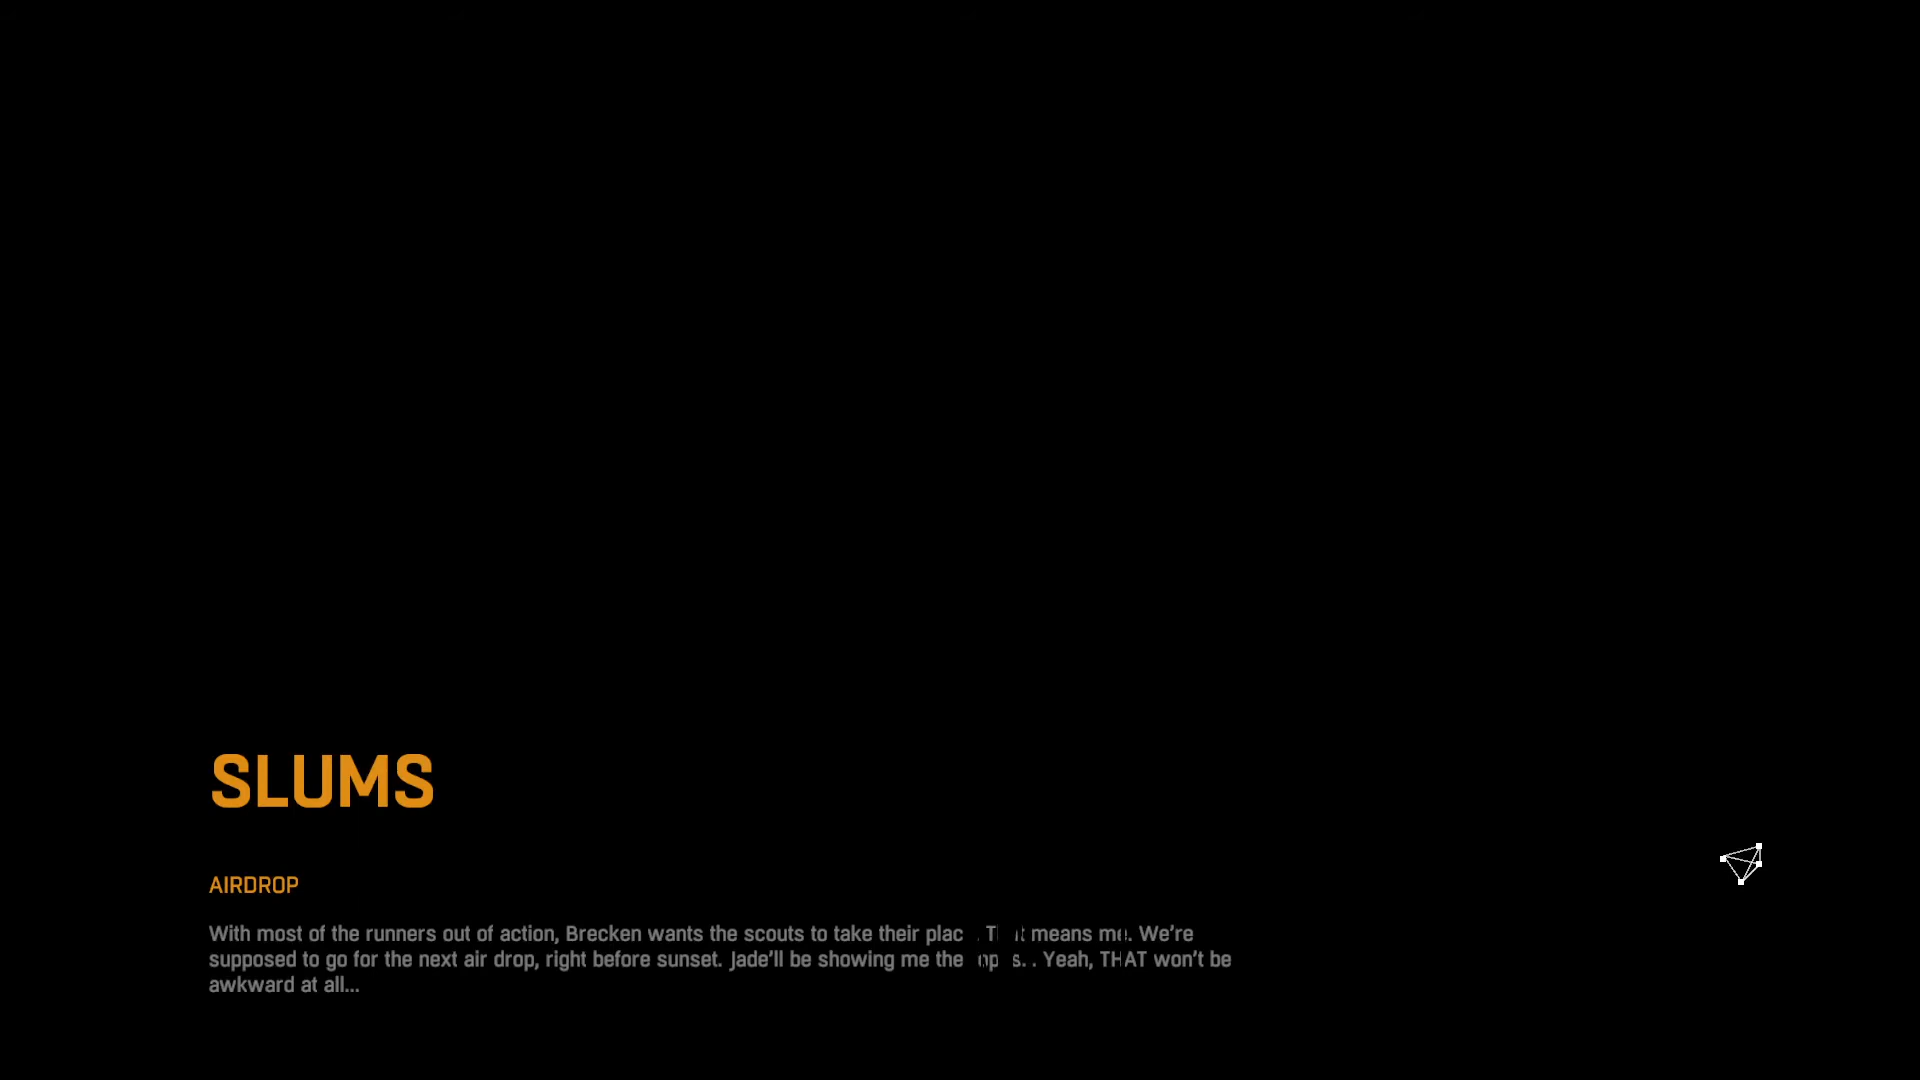 SLUMS
AIRDROP
With most of the runners out of action, Brecken wants the scouts to take their plac . That means me. We're
supposed to go for the next air drop, right before sunset. Jade'll be showing me the . . Yeah, THAT won't be
awkward at all...